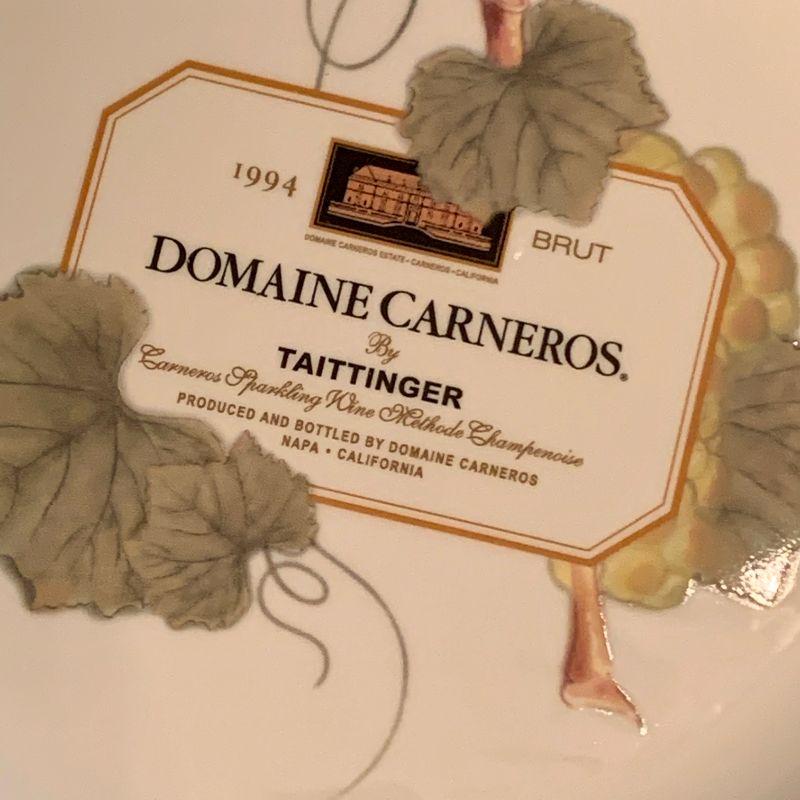 1994
BRUT
DOMAINE CARNEROS ESTATE • CARNEROS • CALIFORNIA
DOMAINE CARNEROS®
By
TAITTINGER
Carneros Sparkling Wine Methode Champenoise
PRODUCED AND BOTTLED BY DOMAINE CARNEROS
NAPA • CALIFORNIA